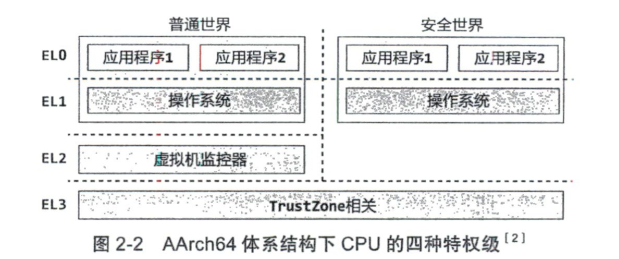 普通世界 安全世界
EL0 应用程序1 应用程序2 应用程序1 应用程序2
EL1 操作系统 操作系统
EL2 虚拟机监控器
EL3 TrustZone相关
图 2-2 AArch64 体系结构下 CPU 的四种特权级[2]